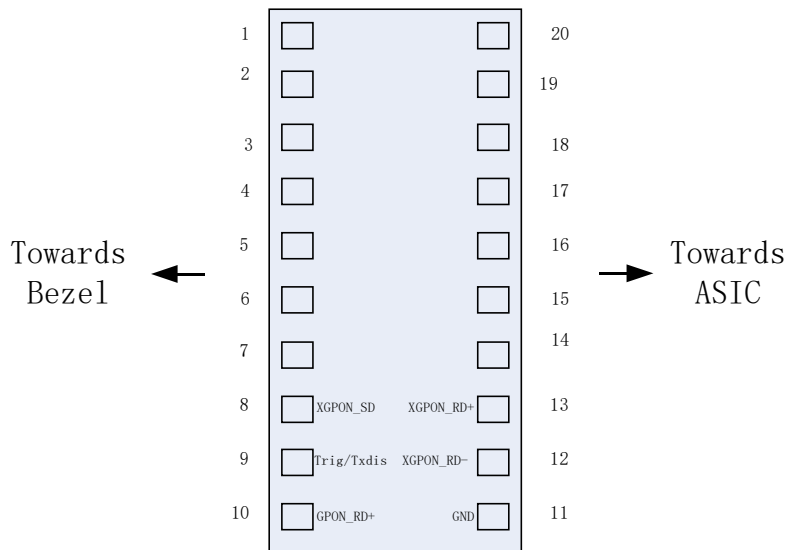 1 20
2 19
3 18
4 17
5 16
Towards Bezel
Towards ASIC
6 15
7 14
8 XGPON_SD XGPON_RD+ 13
9 Trig/Txdis XGPON_RD- 12
10 GPON_RD+ GND 11